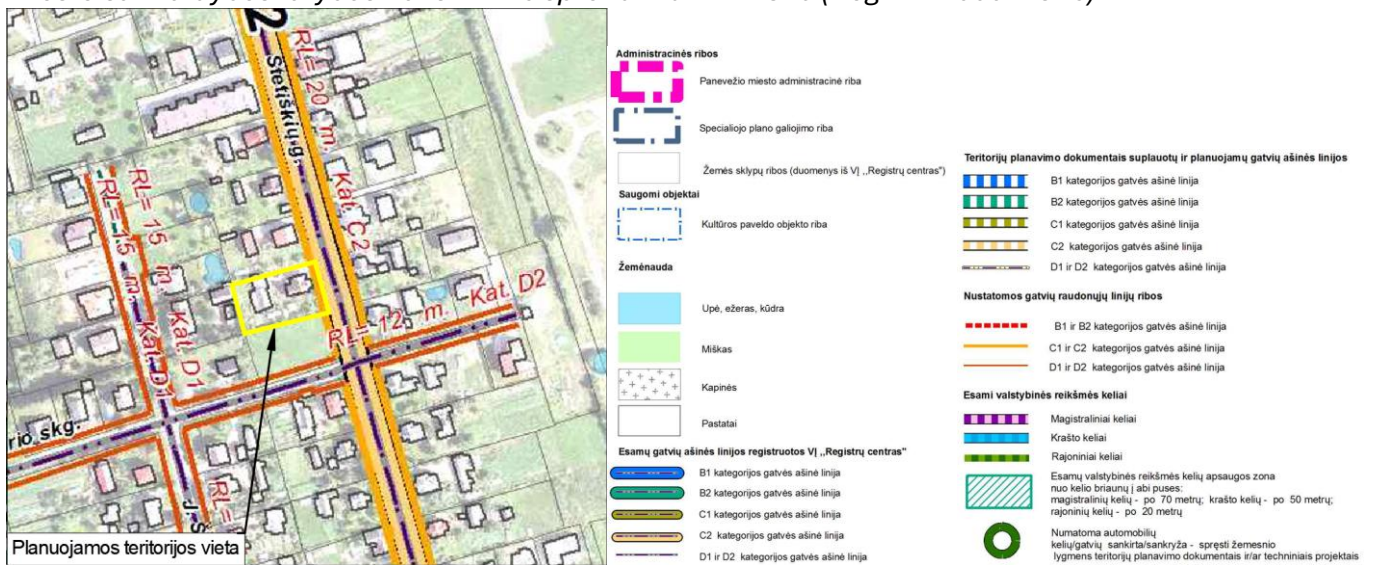 2
Stetiškių g.
RL= 20 m.
Kat. C2
RL= 15 m.
RL= 15 m.
Kat. D1
Kat. D1
RL= 12 m. Kat. D2
rio skg.
RL=
J. S
Planuojamos teritorijos vieta
Administracinės ribos
Panevėžio miesto administracinė riba
Specialiojo plano galiojimo riba
Žemės sklypų ribos (duomenys iš VĮ ,,Registrų centras")
Saugomi objektai
Kultūros paveldo objekto riba
Žemėnauda
Upė, ežeras, kūdra
Miškas
Kapinės
Pastatai
Esamų gatvių ašinės linijos registruotos VĮ ,,Registrų centras"
B1 kategorijos gatvės ašinė linija
B2 kategorijos gatvės ašinė linija
C1 kategorijos gatvės ašinė linija
C2 kategorijos gatvės ašinė linija
D1 ir D2 kategorijos gatvės ašinė linija
Teritorijų planavimo dokumentais suplauotų ir planuojamų gatvių ašinės linijos
B1 kategorijos gatvės ašinė linija
B2 kategorijos gatvės ašinė linija
C1 kategorijos gatvės ašinė linija
C2 kategorijos gatvės ašinė linija
D1 ir D2 kategorijos gatvės ašinė linija
Nustatomos gatvių raudonųjų linijų ribos
B1 ir B2 kategorijos gatvės ašinė linija
C1 ir C2 kategorijos gatvės ašinė linija
D1 ir D2 kategorijos gatvės ašinė linija
Esami valstybinės reikšmės keliai
Magistraliniai keliai
Krašto keliai
Rajoniniai keliai
Esamų valstybinės reikšmės kelių apsaugos zona
nuo kelio briaunų į abi puses:
magistralinių kelių - po 70 metrų; krašto kelių - po 50 metrų;
rajoninių kelių - po 20 metrų
Numatoma automobilių
kelių/gatvių sankirta/sankryža - spręsti žemesnio
lygmens teritorijų planavimo dokumentais ir/ar techniniais projektais